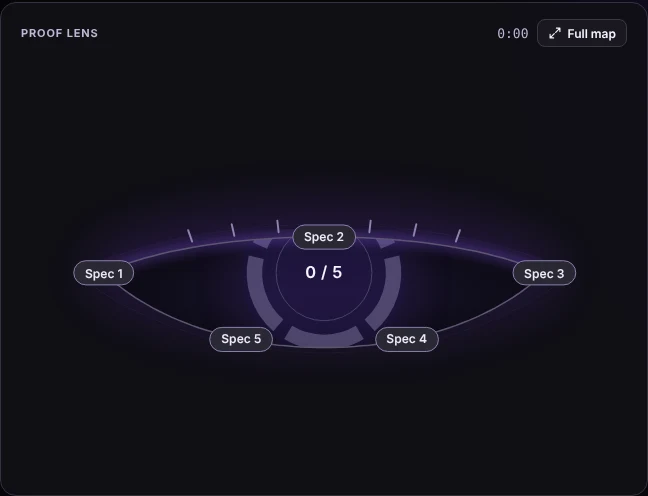 PROOF LENS
0:00
Full map
Spec 2
Spec 1
0 / 5
Spec 3
Spec 5
Spec 4